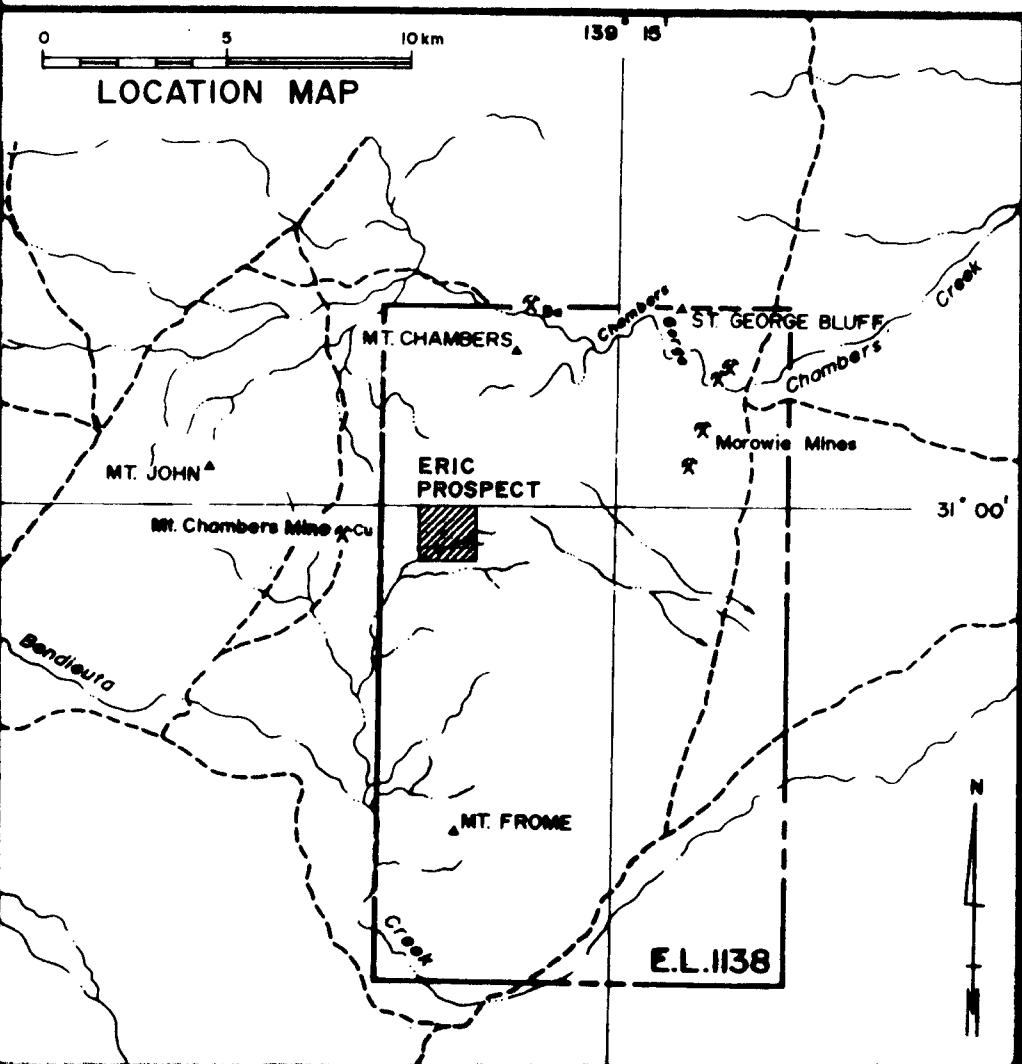 0 5 10 km
139° 15'
LOCATION MAP
Creek
Ba
Chambers
Gorge
ST. GEORGE BLUFF
MT. CHAMBERS
Chambers
Morowie Mines
MT. JOHN
ERIC
PROSPECT
31° 00'
Mt. Chambers Mine Cu
Bendieuta
N
MT. FROME
Creek
E.L.1138